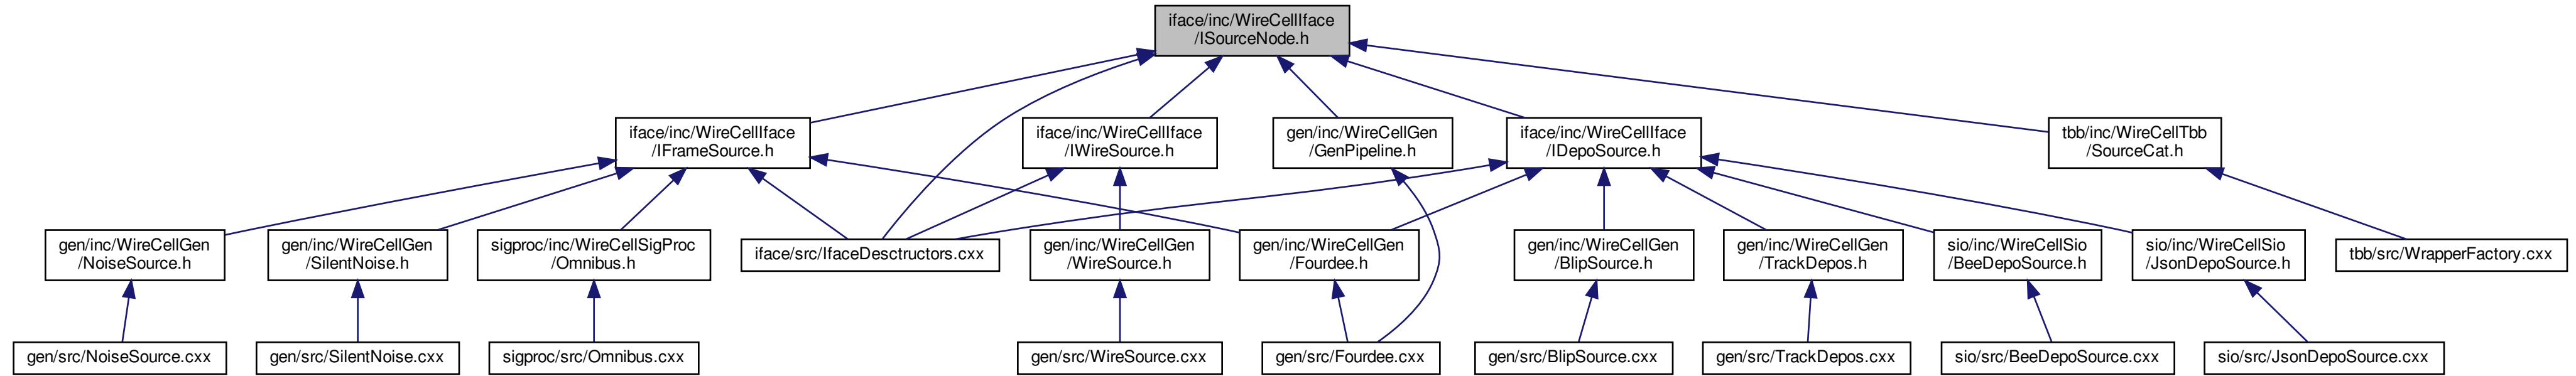 iface/inc/WireCellIface
/ISourceNode.h
iface/inc/WireCellIface
/IFrameSource.h
iface/inc/WireCellIface
/IWireSource.h
gen/inc/WireCellGen
/GenPipeline.h
iface/inc/WireCellIface
/IDepoSource.h
tbb/inc/WireCellTbb
/SourceCat.h
gen/inc/WireCellGen
/NoiseSource.h
gen/inc/WireCellGen
/SilentNoise.h
sigproc/inc/WireCellSigProc
/Omnibus.h
iface/src/IfaceDesctructors.cxx
gen/inc/WireCellGen
/WireSource.h
gen/inc/WireCellGen
/Fourdee.h
gen/inc/WireCellGen
/BlipSource.h
gen/inc/WireCellGen
/TrackDepos.h
sio/inc/WireCellSio
/BeeDepoSource.h
sio/inc/WireCellSio
/JsonDepoSource.h
tbb/src/WrapperFactory.cxx
gen/src/NoiseSource.cxx
gen/src/SilentNoise.cxx
sigproc/src/Omnibus.cxx
gen/src/WireSource.cxx
gen/src/Fourdee.cxx
gen/src/BlipSource.cxx
gen/src/TrackDepos.cxx
sio/src/BeeDepoSource.cxx
sio/src/JsonDepoSource.cxx